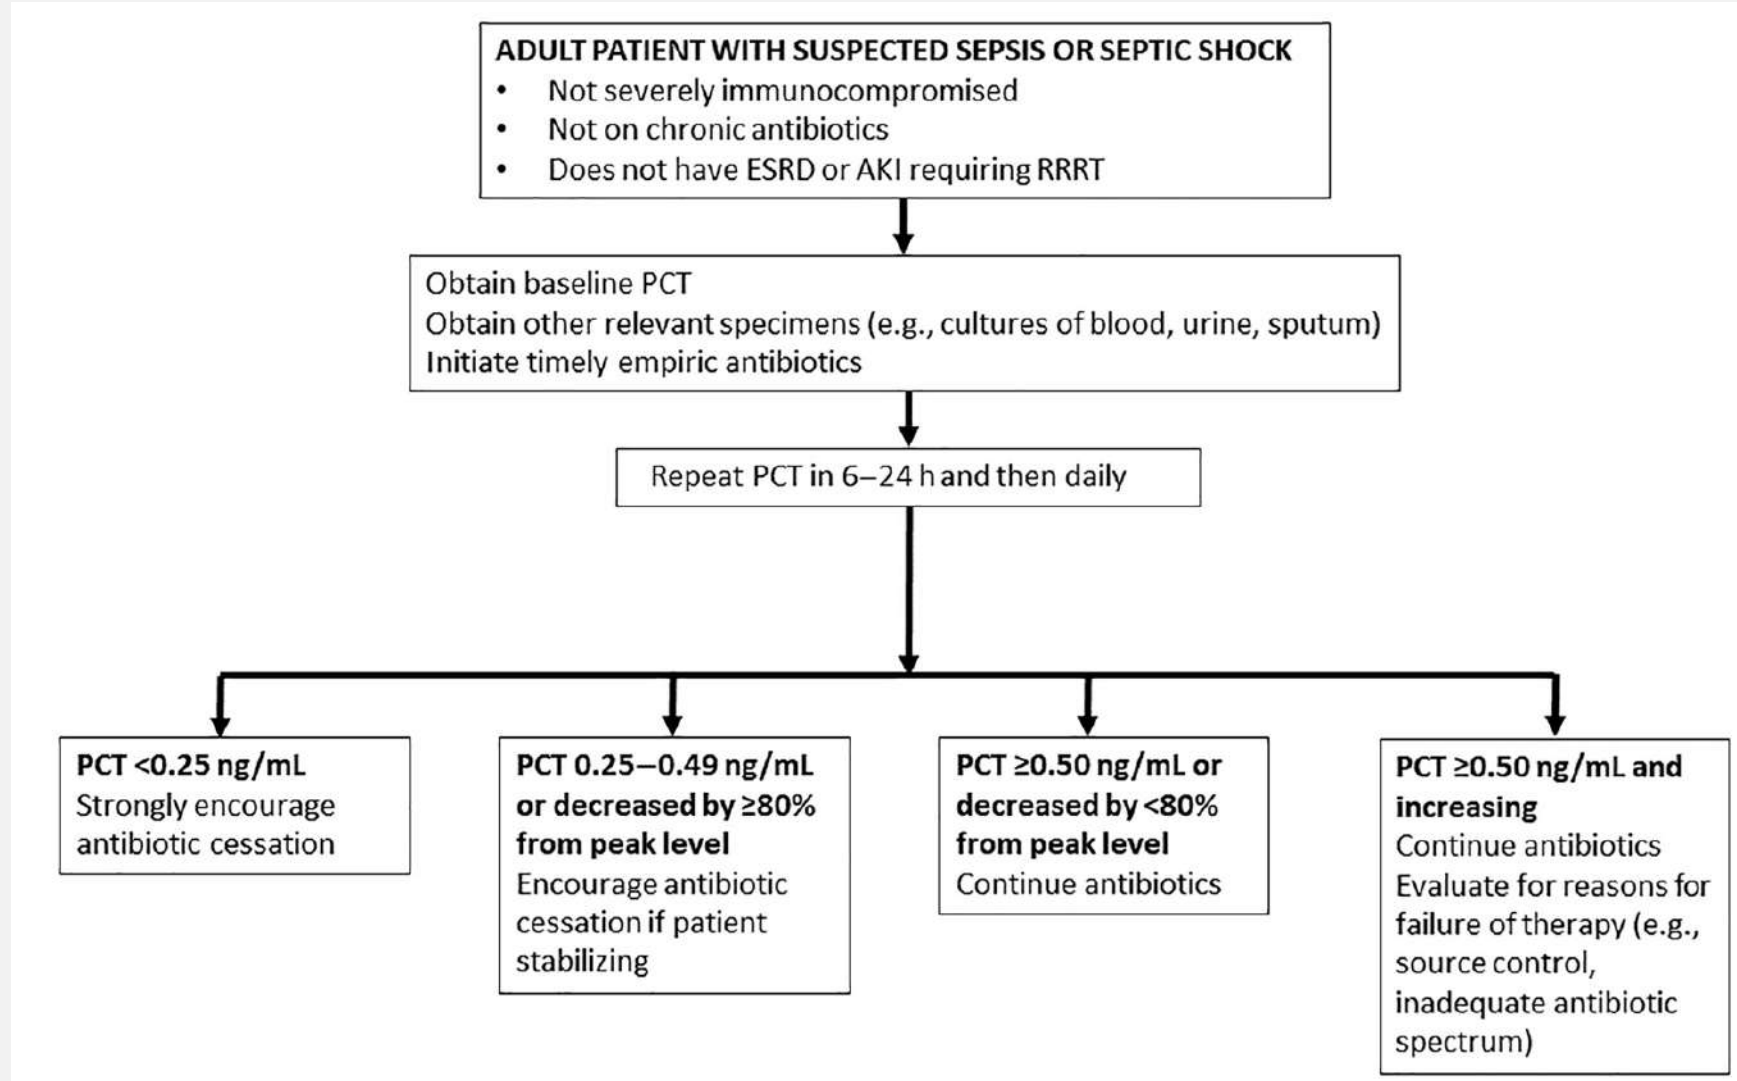 ADULT PATIENT WITH SUSPECTED SEPSIS OR SEPTIC SHOCK
• Not severely immunocompromised
• Not on chronic antibiotics
• Does not have ESRD or AKI requiring RRRT
Obtain baseline PCT
Obtain other relevant specimens (e.g., cultures of blood, urine, sputum)
Initiate timely empiric antibiotics
Repeat PCT in 6–24 h and then daily
PCT <0.25 ng/mL
Strongly encourage
antibiotic cessation
PCT 0.25–0.49 ng/mL
or decreased by ≥80%
from peak level
Encourage antibiotic
cessation if patient
stabilizing
PCT ≥0.50 ng/mL or
decreased by <80%
from peak level
Continue antibiotics
PCT ≥0.50 ng/mL and
increasing
Continue antibiotics
Evaluate for reasons for
failure of therapy (e.g.,
source control,
inadequate antibiotic
spectrum)